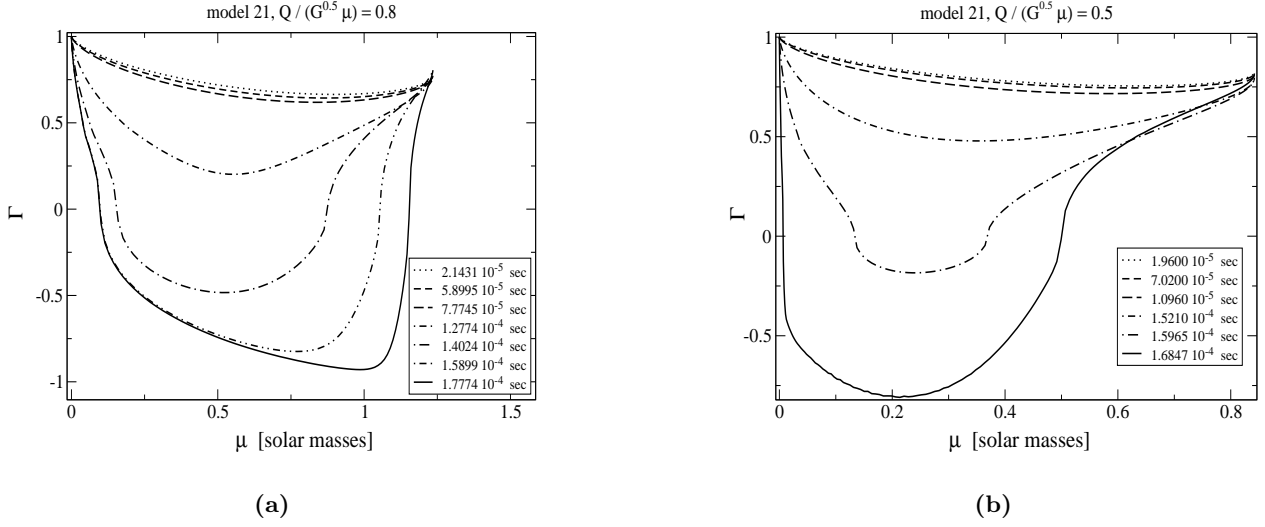 model 21, Q / (G^0.5 μ) = 0.8
1
0.5
0
-0.5
-1
Γ
2.1431 10^-5 sec
5.8995 10^-5 sec
7.7745 10^-5 sec
1.2774 10^-4 sec
1.4024 10^-4 sec
1.5899 10^-4 sec
1.7774 10^-4 sec
0 0.5 1 1.5
μ [solar masses]
(a)
model 21, Q / (G^0.5 μ) = 0.5
1
0.5
0
-0.5
Γ
1.9600 10^-5 sec
7.0200 10^-5 sec
1.0960 10^-5 sec
1.5210 10^-4 sec
1.5965 10^-4 sec
1.6847 10^-4 sec
0 0.2 0.4 0.6 0.8
μ [solar masses]
(b)